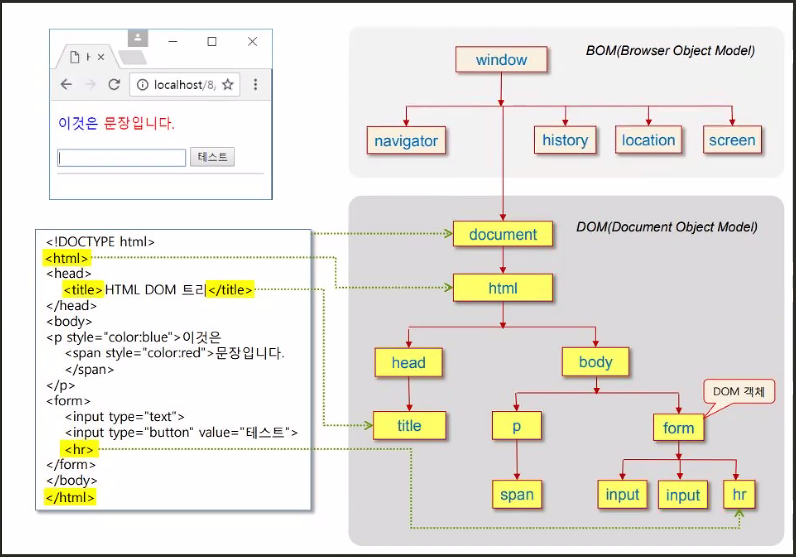 localhost/8,
이것은 문장입니다.
테스트
BOM(Browser Object Model)
window
navigator
history
location
screen
DOM(Document Object Model)
document
html
head
body
DOM 객체
title
p
form
span
input
input
hr
<!DOCTYPE html>
<html>
<head>
<title>HTML DOM 트리</title>
</head>
<body>
<p style="color:blue">이것은
<span style="color:red">문장입니다.
</span>
</p>
<form>
<input type="text">
<input type="button" value="테스트">
<hr>
</form>
</body>
</html>